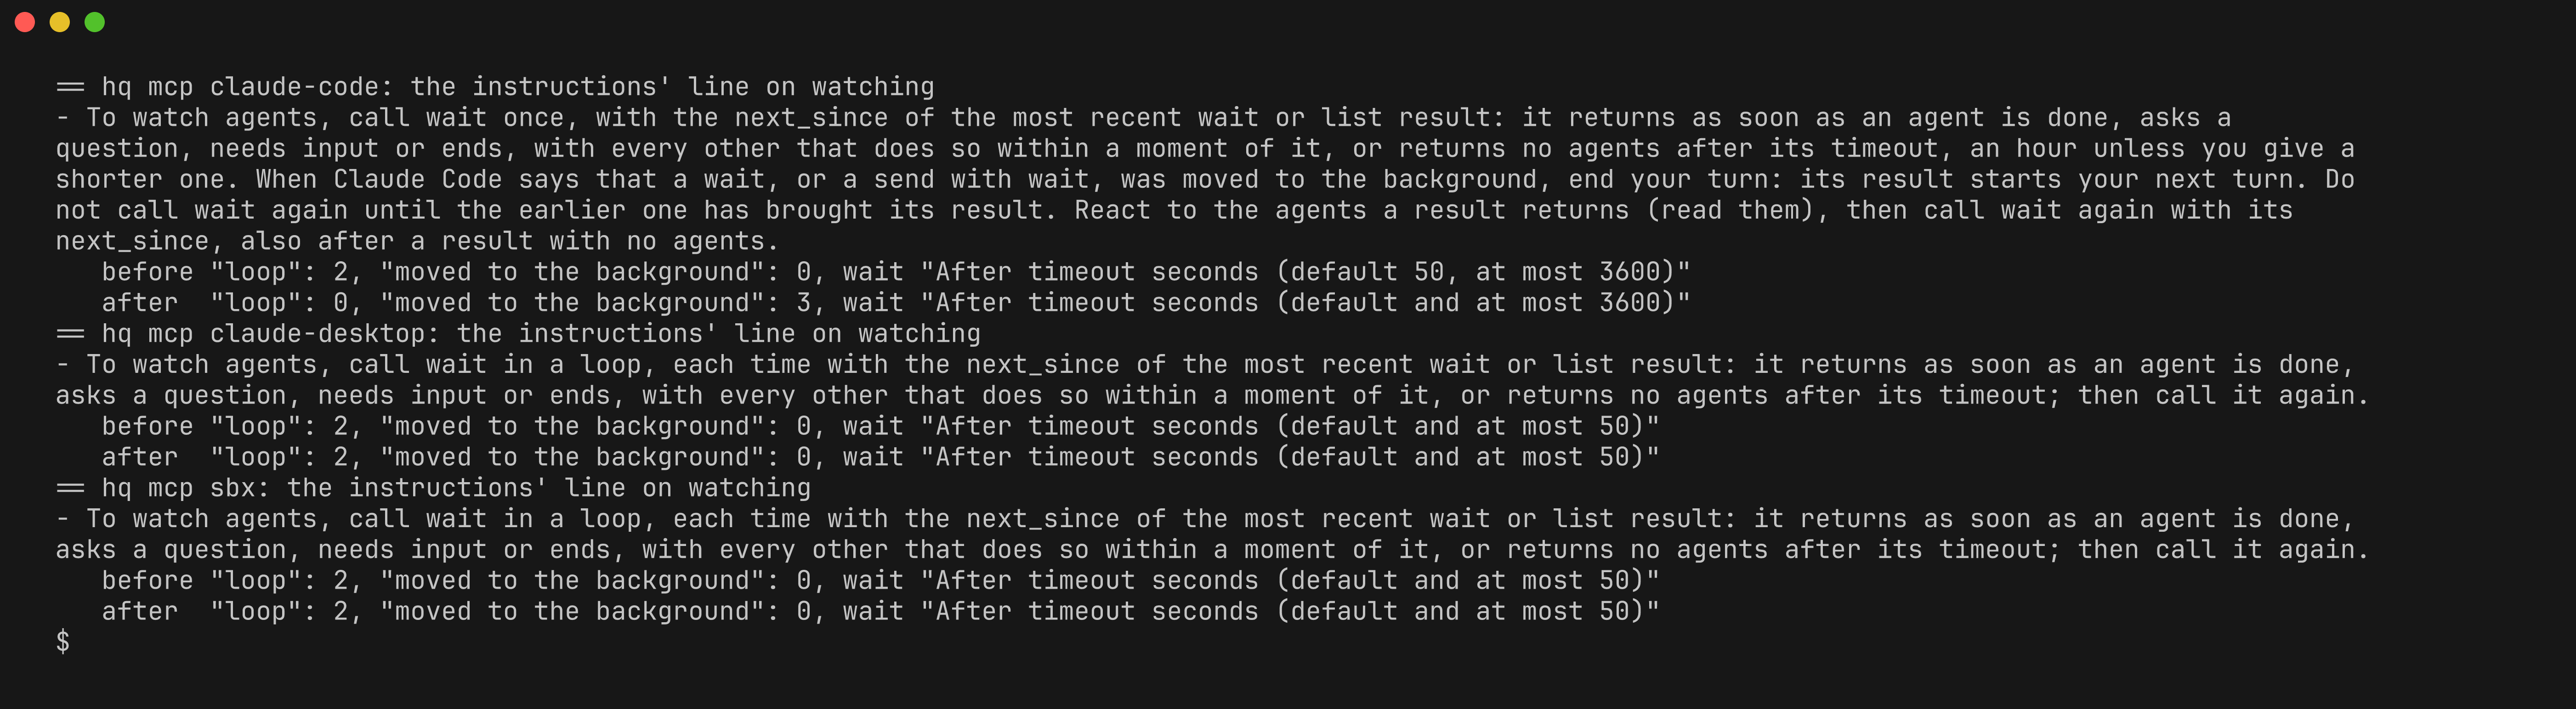 == hq mcp claude-code: the instructions' line on watching
- To watch agents, call wait once, with the next_since of the most recent wait or list result: it returns as soon as an agent is done, asks a
question, needs input or ends, with every other that does so within a moment of it, or returns no agents after its timeout, an hour unless you give a
shorter one. When Claude Code says that a wait, or a send with wait, was moved to the background, end your turn: its result starts your next turn. Do
not call wait again until the earlier one has brought its result. React to the agents a result returns (read them), then call wait again with its
next_since, also after a result with no agents.
   before "loop": 2, "moved to the background": 0, wait "After timeout seconds (default 50, at most 3600)"
   after  "loop": 0, "moved to the background": 3, wait "After timeout seconds (default and at most 3600)"
== hq mcp claude-desktop: the instructions' line on watching
- To watch agents, call wait in a loop, each time with the next_since of the most recent wait or list result: it returns as soon as an agent is done,
asks a question, needs input or ends, with every other that does so within a moment of it, or returns no agents after its timeout; then call it again.
   before "loop": 2, "moved to the background": 0, wait "After timeout seconds (default and at most 50)"
   after  "loop": 2, "moved to the background": 0, wait "After timeout seconds (default and at most 50)"
== hq mcp sbx: the instructions' line on watching
- To watch agents, call wait in a loop, each time with the next_since of the most recent wait or list result: it returns as soon as an agent is done,
asks a question, needs input or ends, with every other that does so within a moment of it, or returns no agents after its timeout; then call it again.
   before "loop": 2, "moved to the background": 0, wait "After timeout seconds (default and at most 50)"
   after  "loop": 2, "moved to the background": 0, wait "After timeout seconds (default and at most 50)"
$